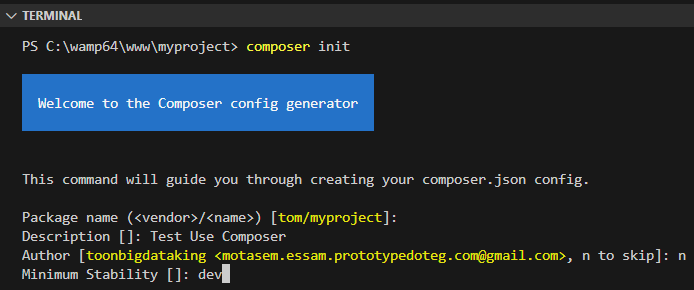 TERMINAL
PS C:\wamp64\www\myproject> composer init
Welcome to the Composer config generator
This command will guide you through creating your composer.json config.
Package name (<vendor>/<name>) [tom/myproject]:
Description []: Test Use Composer
Author [toonbigdataking <motasem.essam.prototypedoteg.com@gmail.com>, n to skip]: n
Minimum Stability []: dev